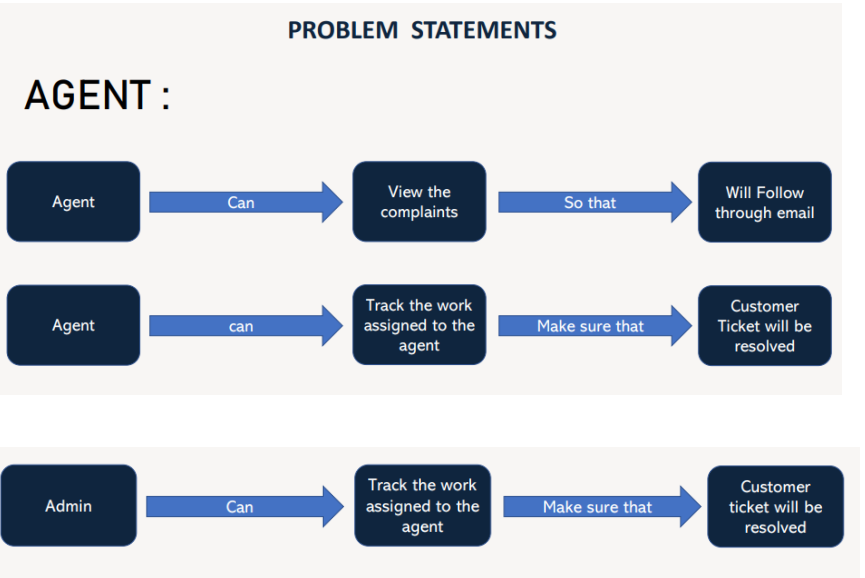 PROBLEM STATEMENTS
AGENT :
Agent
Can
View the
complaints
So that
Will Follow
through email
Agent
can
Track the work
assigned to the
agent
Make sure that
Customer
Ticket will be
resolved
Admin
Can
Track the work
assigned to the
agent
Make sure that
Customer
ticket will be
resolved